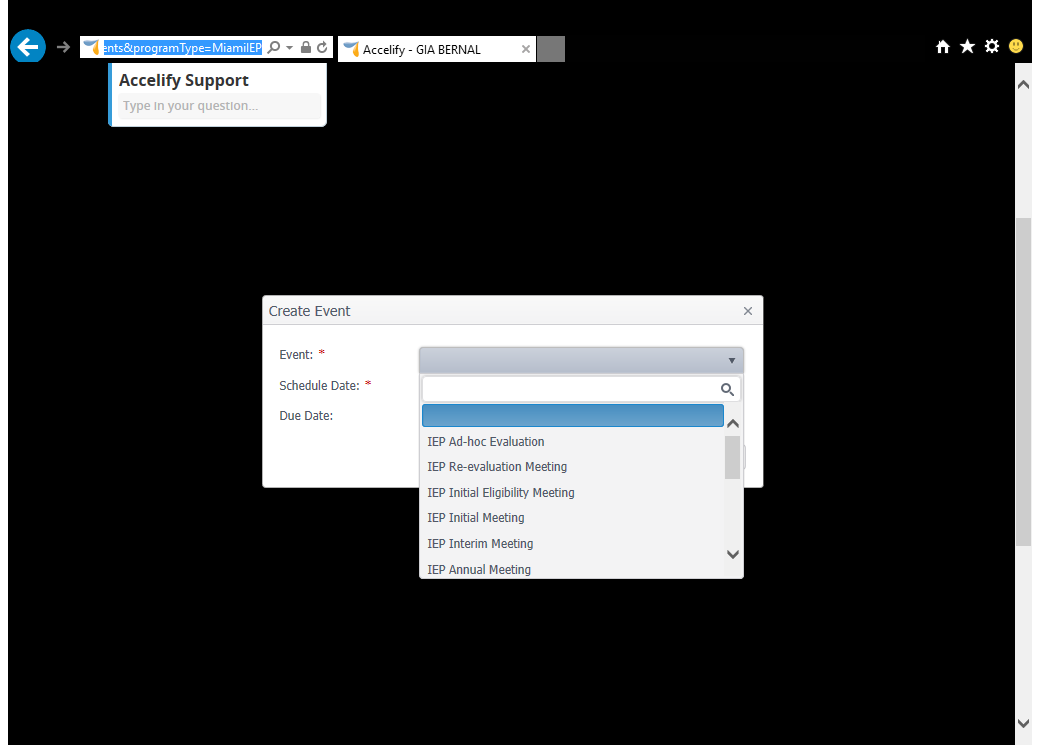 ents&programType=MiamiIEP
Accelify - GIA BERNAL
Accelify Support
Type in your question...
Create Event
Event: *
Schedule Date: *
Due Date:
IEP Ad-hoc Evaluation
IEP Re-evaluation Meeting
IEP Initial Eligibility Meeting
IEP Initial Meeting
IEP Interim Meeting
IEP Annual Meeting